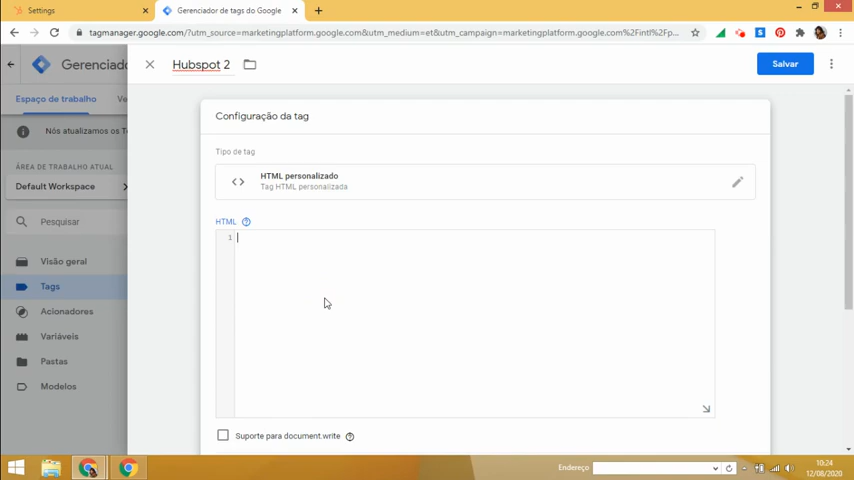 Settings
Gerenciador de tags do Google
tagmanager.google.com/?utm_source=marketingplatform.google.com&utm_medium=et&utm_campaign=marketingplatform.google.com%2Fintl%2Fp...
Gerenciad
Hubspot 2
Salvar
Espaço de trabalho
Ve
Nós atualizamos os Te
ÁREA DE TRABALHO ATUAL
Default Workspace
Pesquisar
Visão geral
Tags
Acionadores
Variáveis
Pastas
Modelos
Configuração da tag
Tipo de tag
HTML personalizado
Tag HTML personalizada
HTML
1
Suporte para document.write
Endereço
10:24
12/08/2020